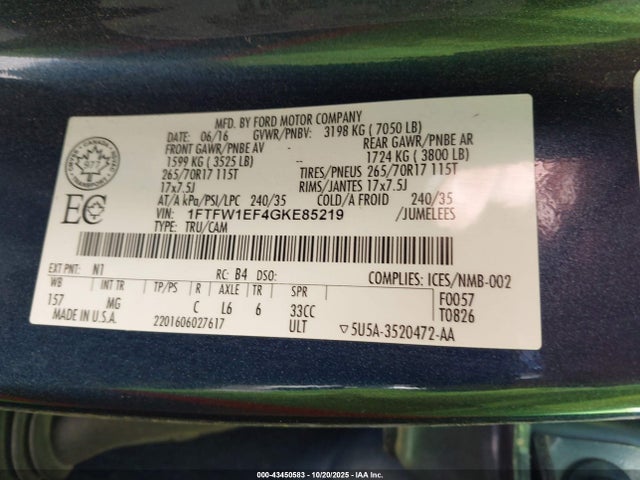 MFD. BY FORD MOTOR COMPANY
DATE: 06/16 GVWR/PNBV: 3198 KG ( 7050 LB)
FRONT GAWR/PNBE AV REAR GAWR/PNBE AR
1599 KG ( 3525 LB) 1724 KG ( 3800 LB)
265/70R17 115T TIRES/PNEUS 265/70R17 115T
17x7.5J RIMS/JANTES 17x7.5J
AT/A kPa/PSI/LPC 240/35 COLD/A FROID 240/35
VIN: 1FTFW1EF4GKE85219 /JUMELEES
TYPE: TRU/CAM
CANADA
TRANSPORT
977
EC
EXT PNT: N1 RC: B4 DSO: COMPLIES: ICES/NMB-002
WB INT TR TP/PS R AXLE TR SPR F0057
157 MG C L6 6 33CC T0826
MADE IN U.S.A. 2201606027617 ULT ▽5U5A-3520472-AA
0-43450583 - 10/20/2025 - IAA Inc.